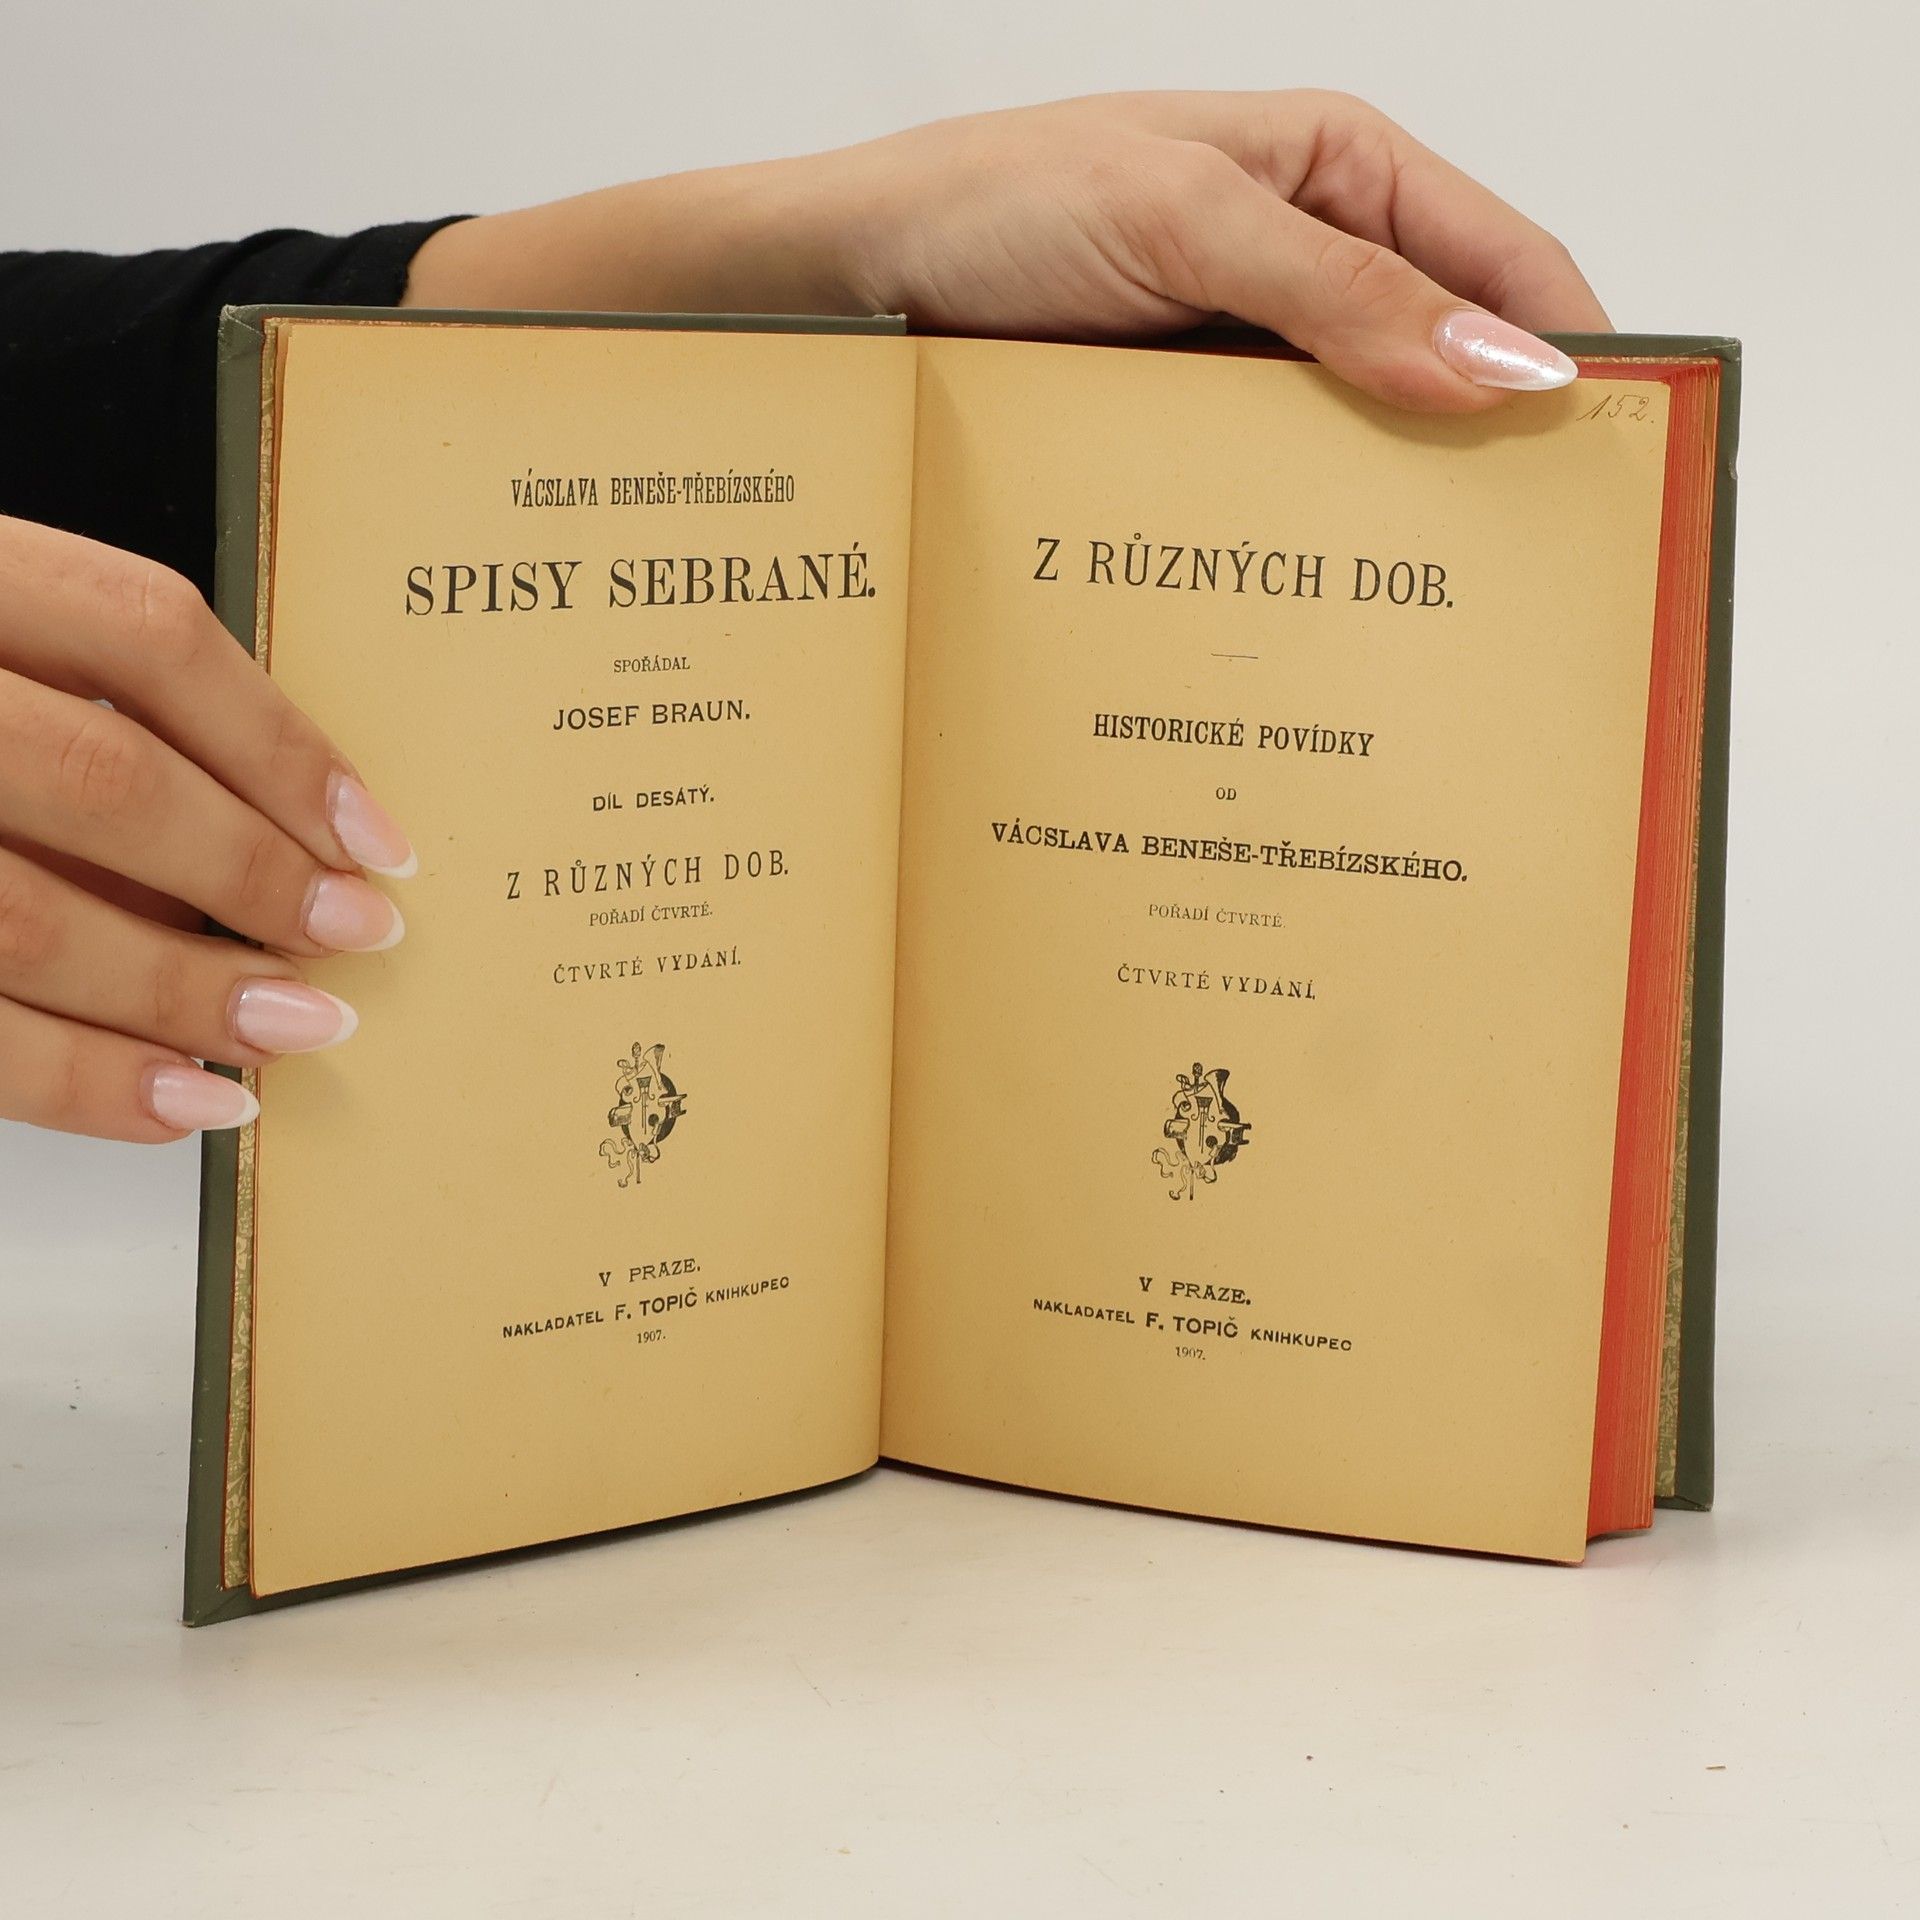 VÁCSLAVA BENEŠE-TŘEBÍZSKÉHO
SPISY SEBRANÉ.
SPOŘÁDAL
JOSEF BRAUN.
DÍL DESÁTÝ.
Z RŮZNÝCH DOB.
POŘADÍ ČTVRTÉ.
ČTVRTÉ VYDÁNÍ.
V PRAZE.
NAKLADATEL F. TOPIČ KNIHKUPEC
1907.
152.
Z RŮZNÝCH DOB.
HISTORICKÉ POVÍDKY
OD
VÁCSLAVA BENEŠE-TŘEBÍZSKÉHO.
POŘADÍ ČTVRTÉ.
ČTVRTÉ VYDÁNÍ.
V PRAZE.
NAKLADATEL F. TOPIČ KNIHKUPEC
1907.